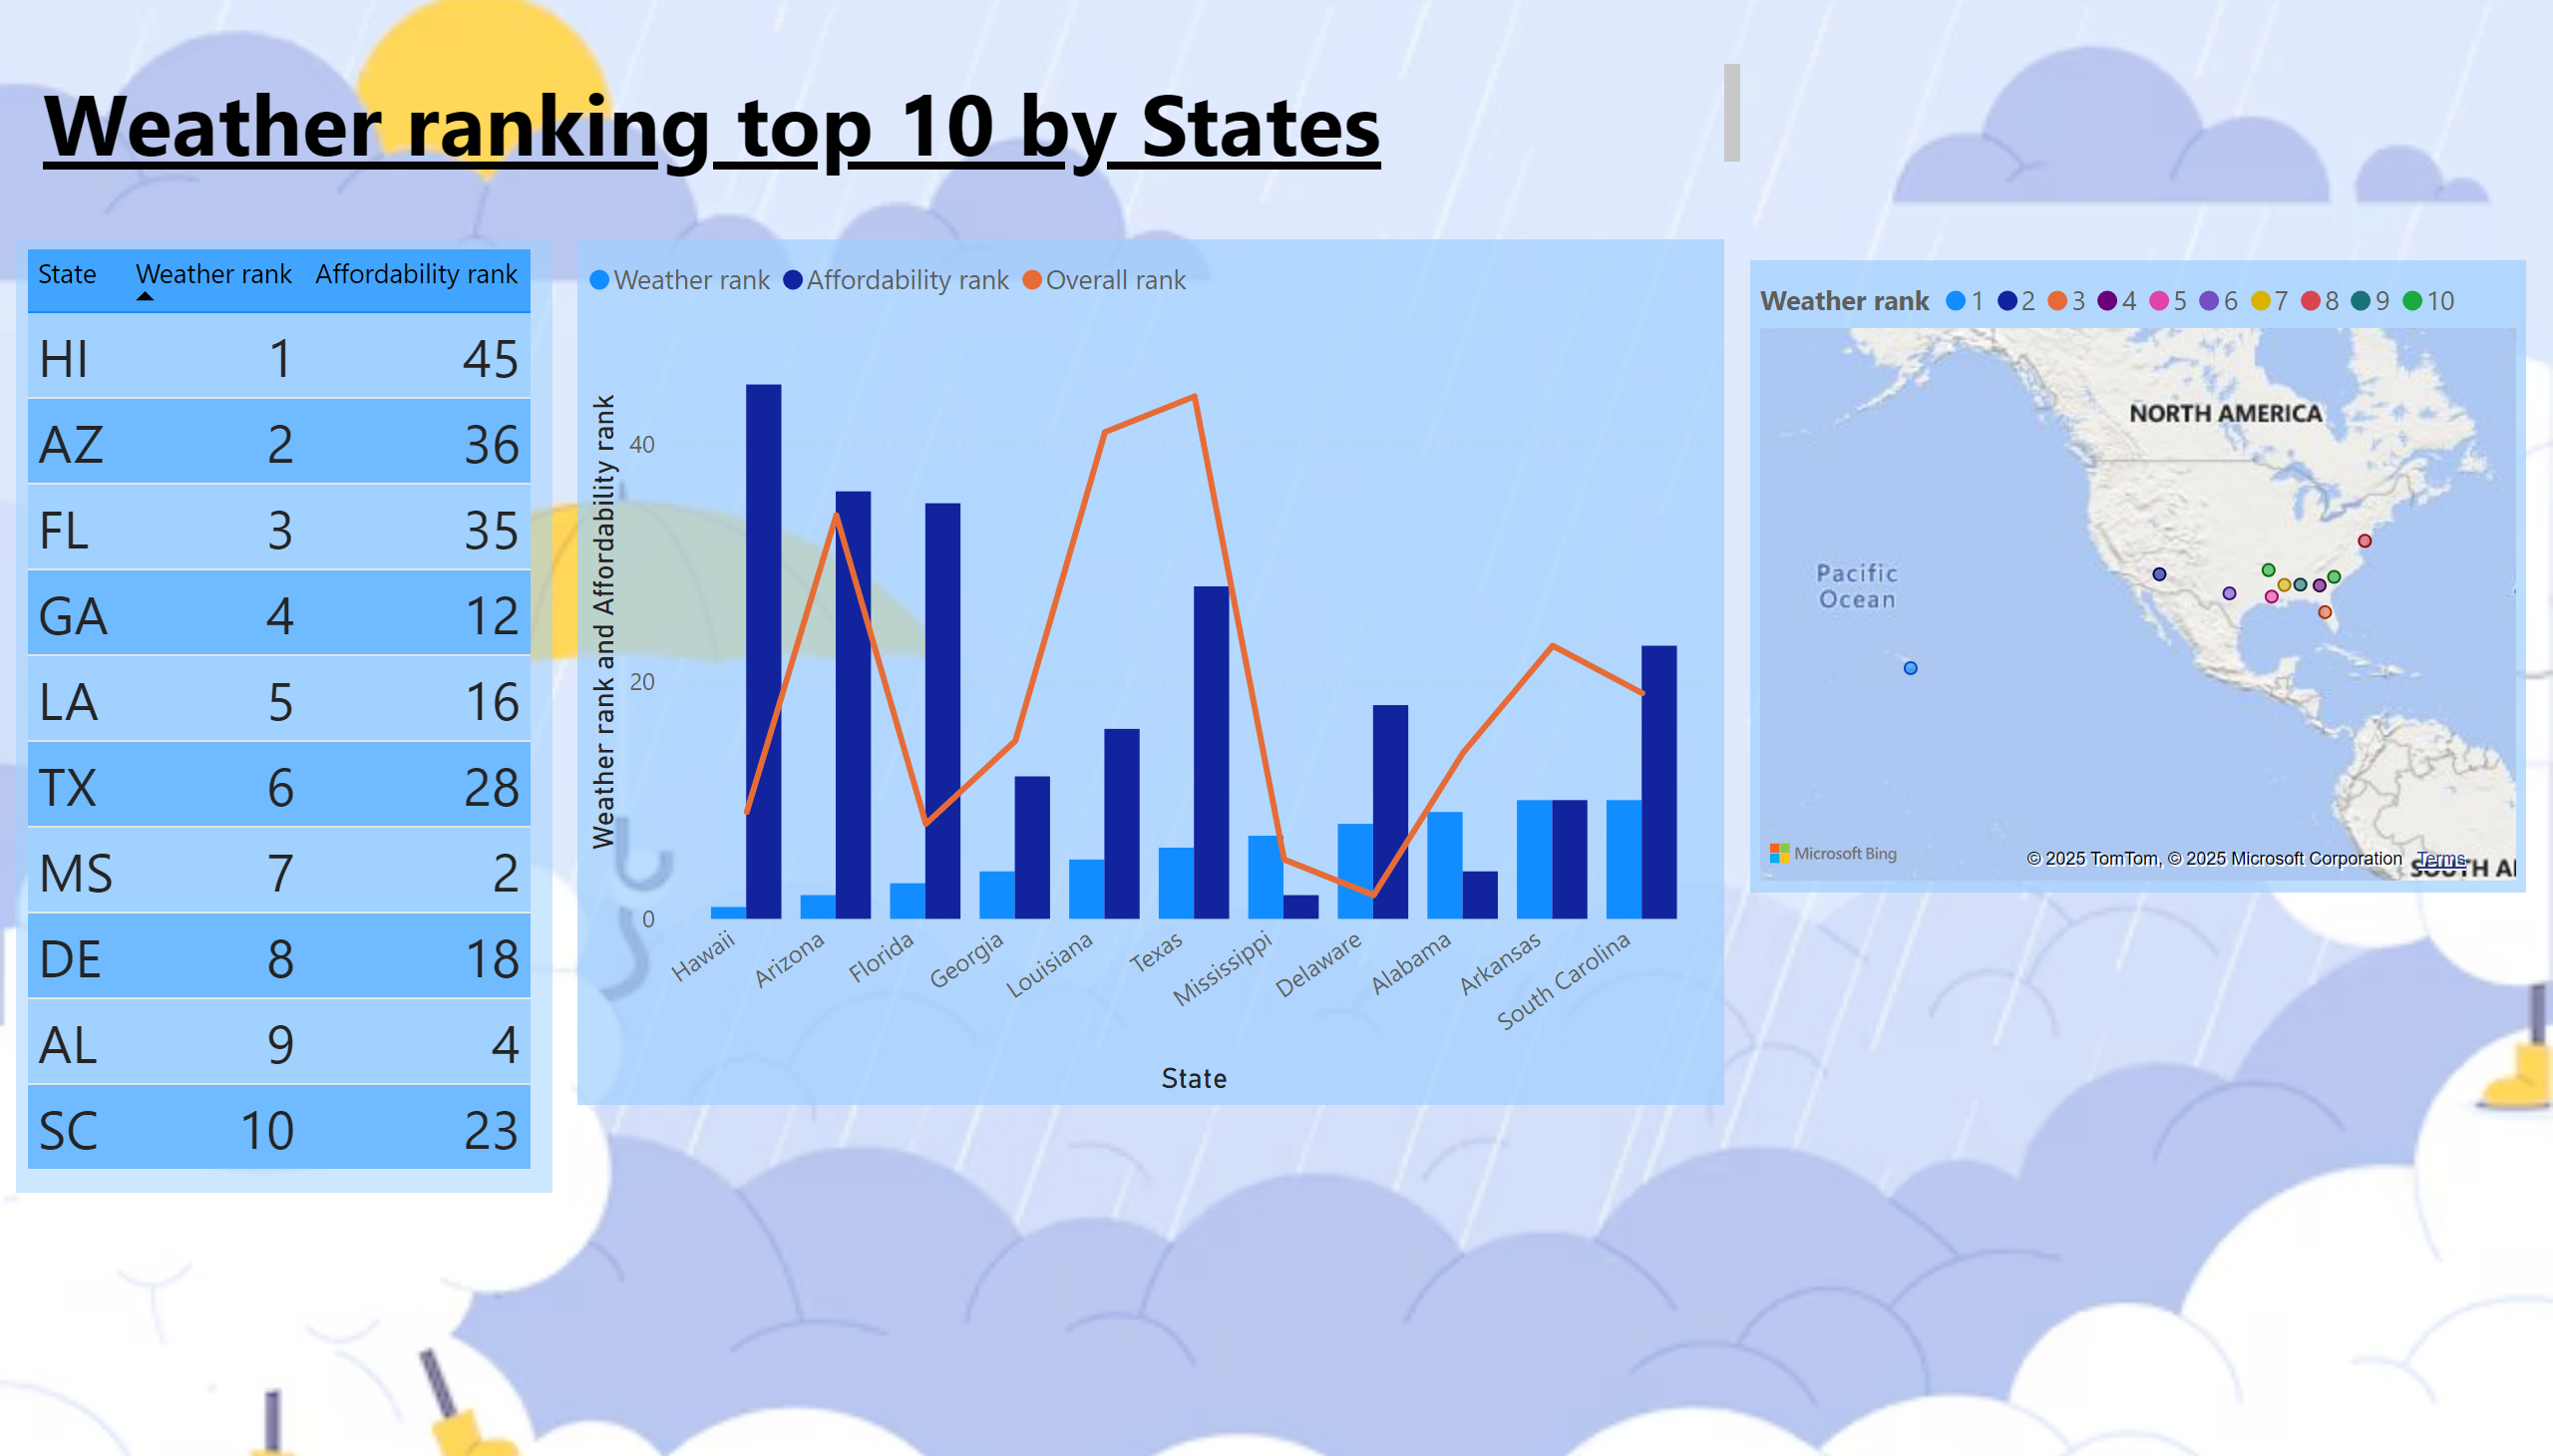 Weather ranking top 10 by States
State Weather rank Affordability rank
HI 1 45
AZ 2 36
FL 3 35
GA 4 12
LA 5 16
TX 6 28
MS 7 2
DE 8 18
AL 9 4
SC 10 23
Weather rank Affordability rank Overall rank
Weather rank and Affordability rank
40
20
0
Hawaii
Arizona
Florida
Georgia
Louisiana
Texas
Mississippi
Delaware
Alabama
Arkansas
South Carolina
State
Weather rank 1 2 3 4 5 6 7 8 9 10
NORTH AMERICA
Pacific
Ocean
Microsoft Bing
© 2025 TomTom, © 2025 Microsoft Corporation Terms
SOUTH A